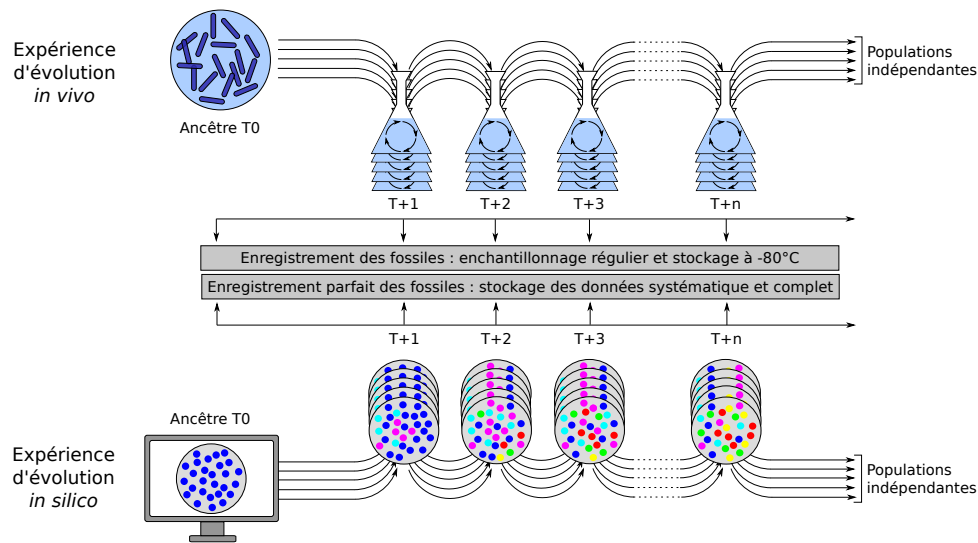 Expérience
d'évolution
in vivo
Ancêtre T0
Populations
indépendantes
T+1
T+2
T+3
T+n
Enregistrement des fossiles : enchantillonnage régulier et stockage à -80°C
Enregistrement parfait des fossiles : stockage des données systématique et complet
T+1
T+2
T+3
T+n
Ancêtre T0
Expérience
d'évolution
in silico
Populations
indépendantes